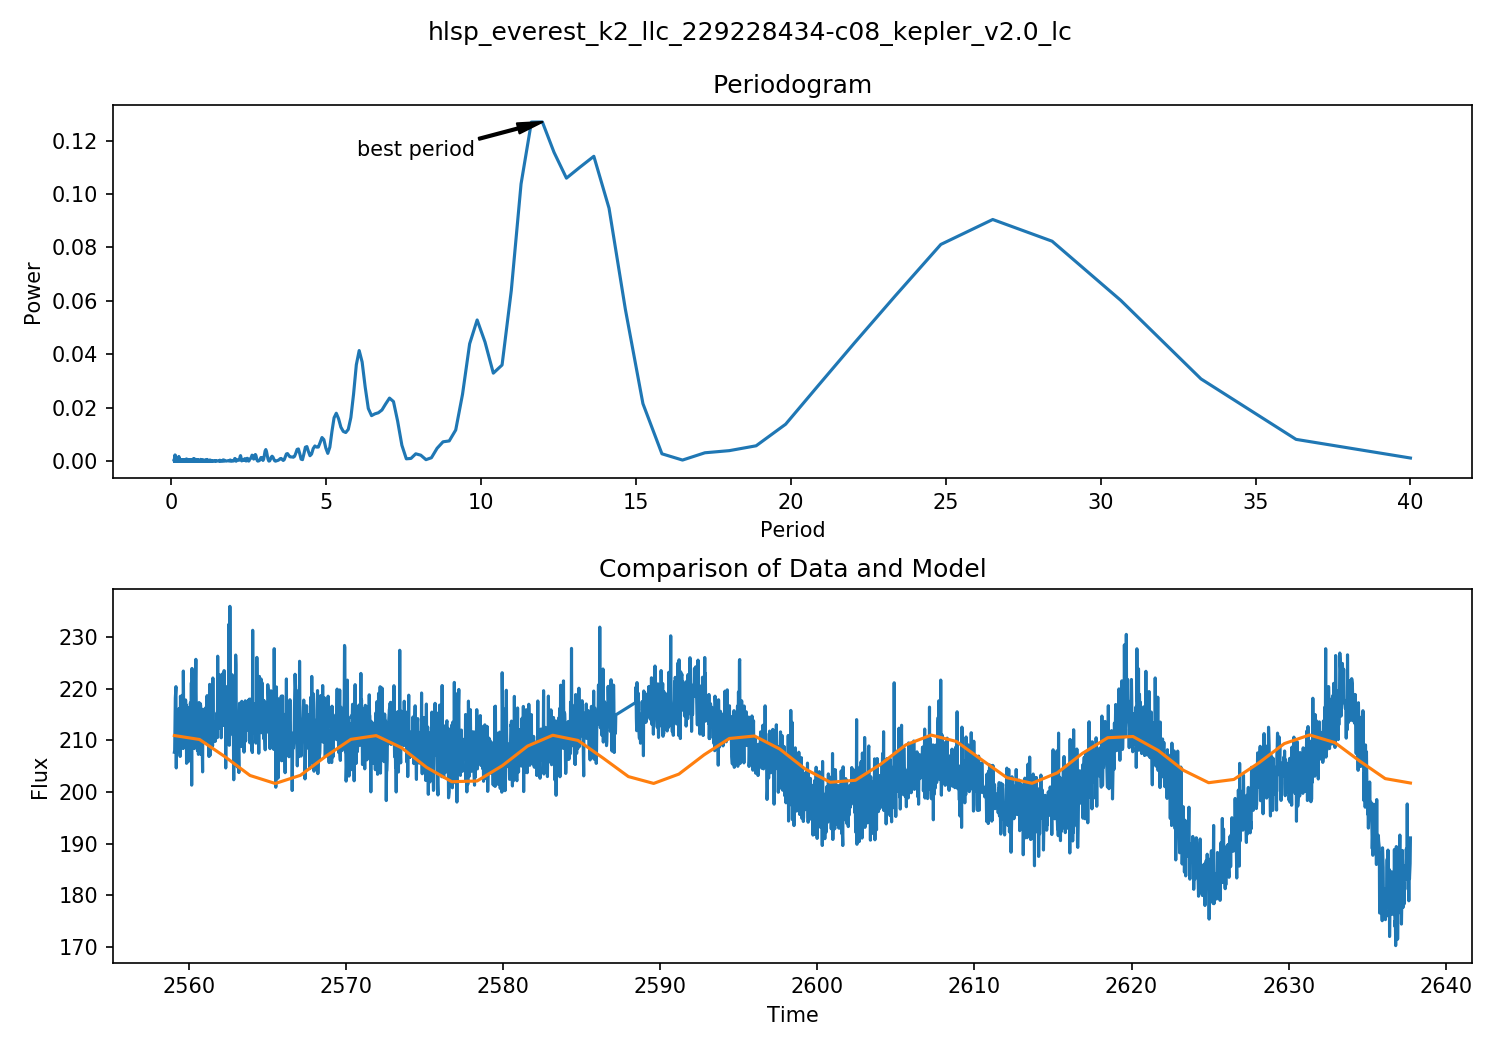 hlsp_everest_k2_llc_229228434-c08_kepler_v2.0_lc
Periodogram
best period
0.12
0.10
0.08
0.06
0.04
0.02
0.00
Power
0 5 10 15 20 25 30 35 40
Period
Comparison of Data and Model
230
220
210
200
190
180
170
Flux
2560 2570 2580 2590 2600 2610 2620 2630 2640
Time